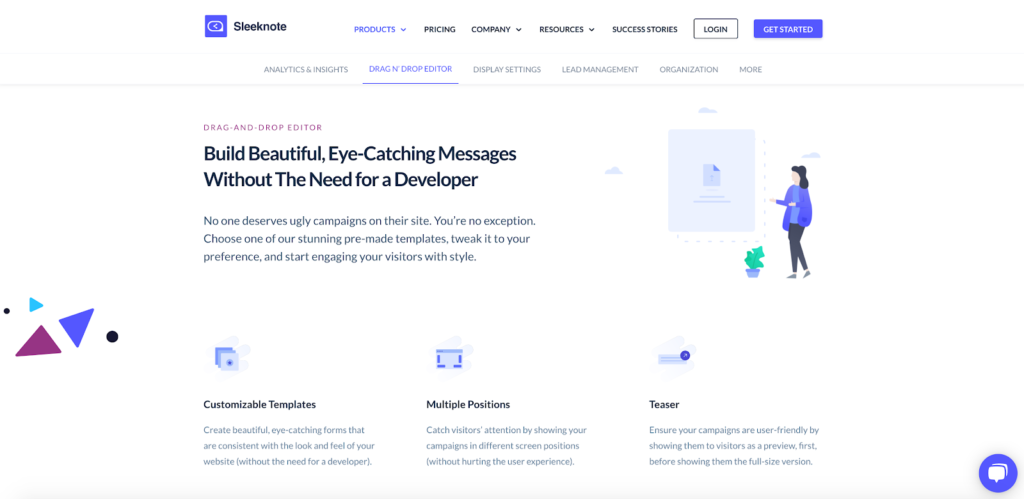 Sleeknote
PRODUCTS
PRICING
COMPANY
RESOURCES
SUCCESS STORIES
LOGIN
GET STARTED
ANALYTICS & INSIGHTS
DRAG N' DROP EDITOR
DISPLAY SETTINGS
LEAD MANAGEMENT
ORGANIZATION
MORE
DRAG-AND-DROP EDITOR
Build Beautiful, Eye-Catching Messages
Without The Need for a Developer
No one deserves ugly campaigns on their site. You're no exception.
Choose one of our stunning pre-made templates, tweak it to your
preference, and start engaging your visitors with style.
Customizable Templates
Create beautiful, eye-catching forms that
are consistent with the look and feel of your
website (without the need for a developer).
Multiple Positions
Catch visitors' attention by showing your
campaigns in different screen positions
(without hurting the user experience).
Teaser
Ensure your campaigns are user-friendly by
showing them to visitors as a preview, first,
before showing them the full-size version.